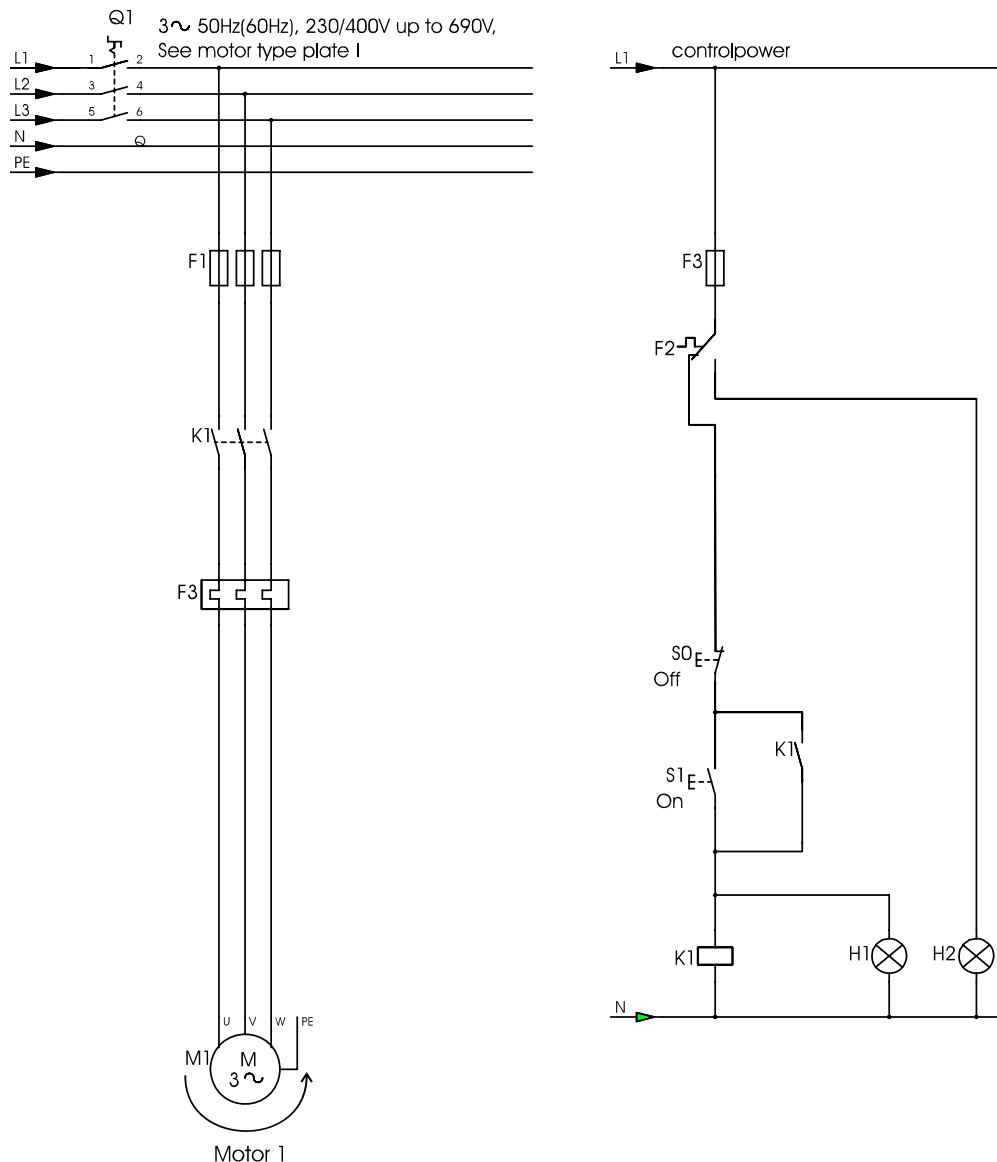 Q1
3~ 50Hz(60Hz), 230/400V up to 690V,
See motor type plate I
L1 1 2
L2 3 4
L3 5 6
N Q
PE
F1
K1
F3
U V W PE
M1 M
3~
Motor 1
L1 controlpower
F3
F2
S0
Off
K1
S1
On
K1 H1 H2
N